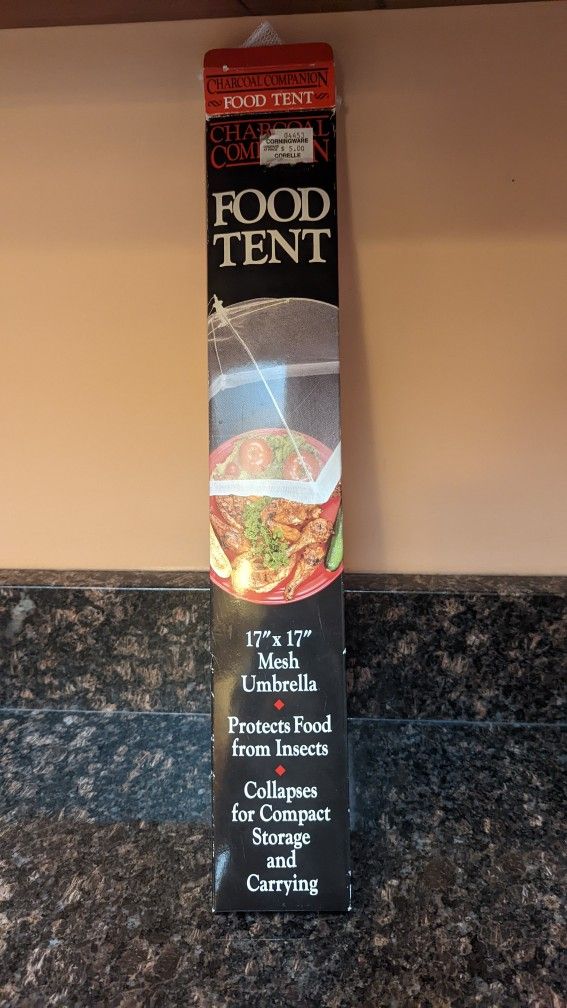 CHARCOAL COMPANION
FOOD TENT
CHARCOAL
COMPANION
04453
CORNINGWARE
$ 5.00
CORELLE
FOOD
TENT
17" x 17"
Mesh
Umbrella
Protects Food
from Insects
Collapses
for Compact
Storage
and
Carrying